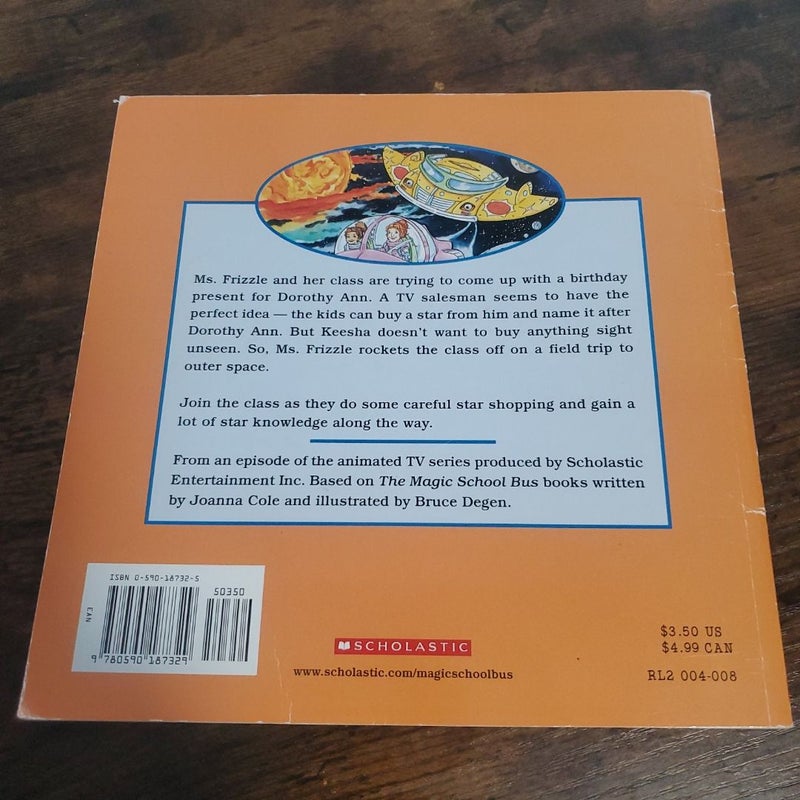 Ms. Frizzle and her class are trying to come up with a birthday
present for Dorothy Ann. A TV salesman seems to have the
perfect idea — the kids can buy a star from him and name it after
Dorothy Ann. But Keesha doesn't want to buy anything sight
unseen. So, Ms. Frizzle rockets the class off on a field trip to
outer space.
Join the class as they do some careful star shopping and gain a
lot of star knowledge along the way.
From an episode of the animated TV series produced by Scholastic
Entertainment Inc. Based on The Magic School Bus books written
by Joanna Cole and illustrated by Bruce Degen.
ISBN 0-590-18732-5
50350
EAN
9 780590 187329
SCHOLASTIC
www.scholastic.com/magicschoolbus
$3.50 US
$4.99 CAN
RL2 004-008